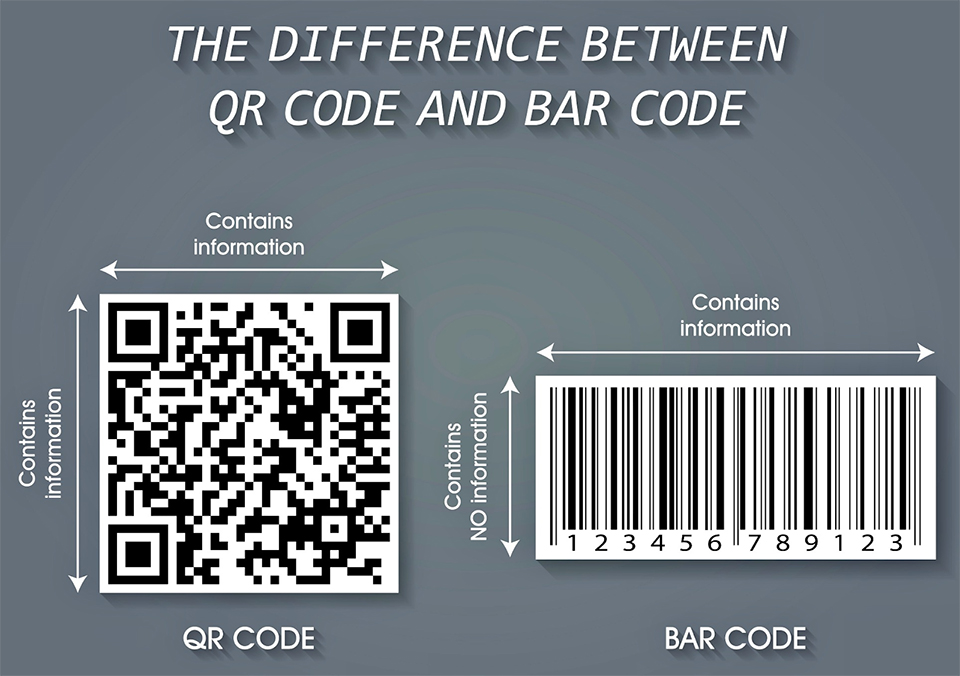 THE DIFFERENCE BETWEEN
QR CODE AND BAR CODE
Contains
information
Contains
information
Contains
information
Contains
NO information
1 2 3 4 5 6 7 8 9 1 2 3
QR CODE
BAR CODE